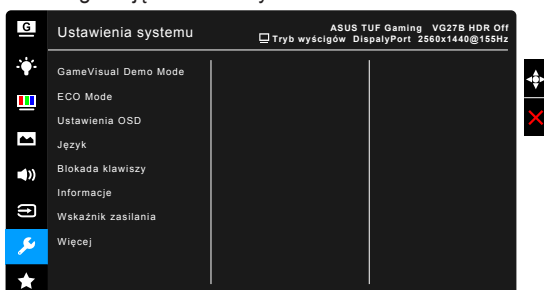 G
Ustawienia systemu
ASUS TUF Gaming VG27B HDR Off
Tryb wyścigów DispalyPort 2560x1440@155Hz
GameVisual Demo Mode
ECO Mode
Ustawienia OSD
Język
Blokada klawiszy
Informacje
Wskaźnik zasilania
Więcej